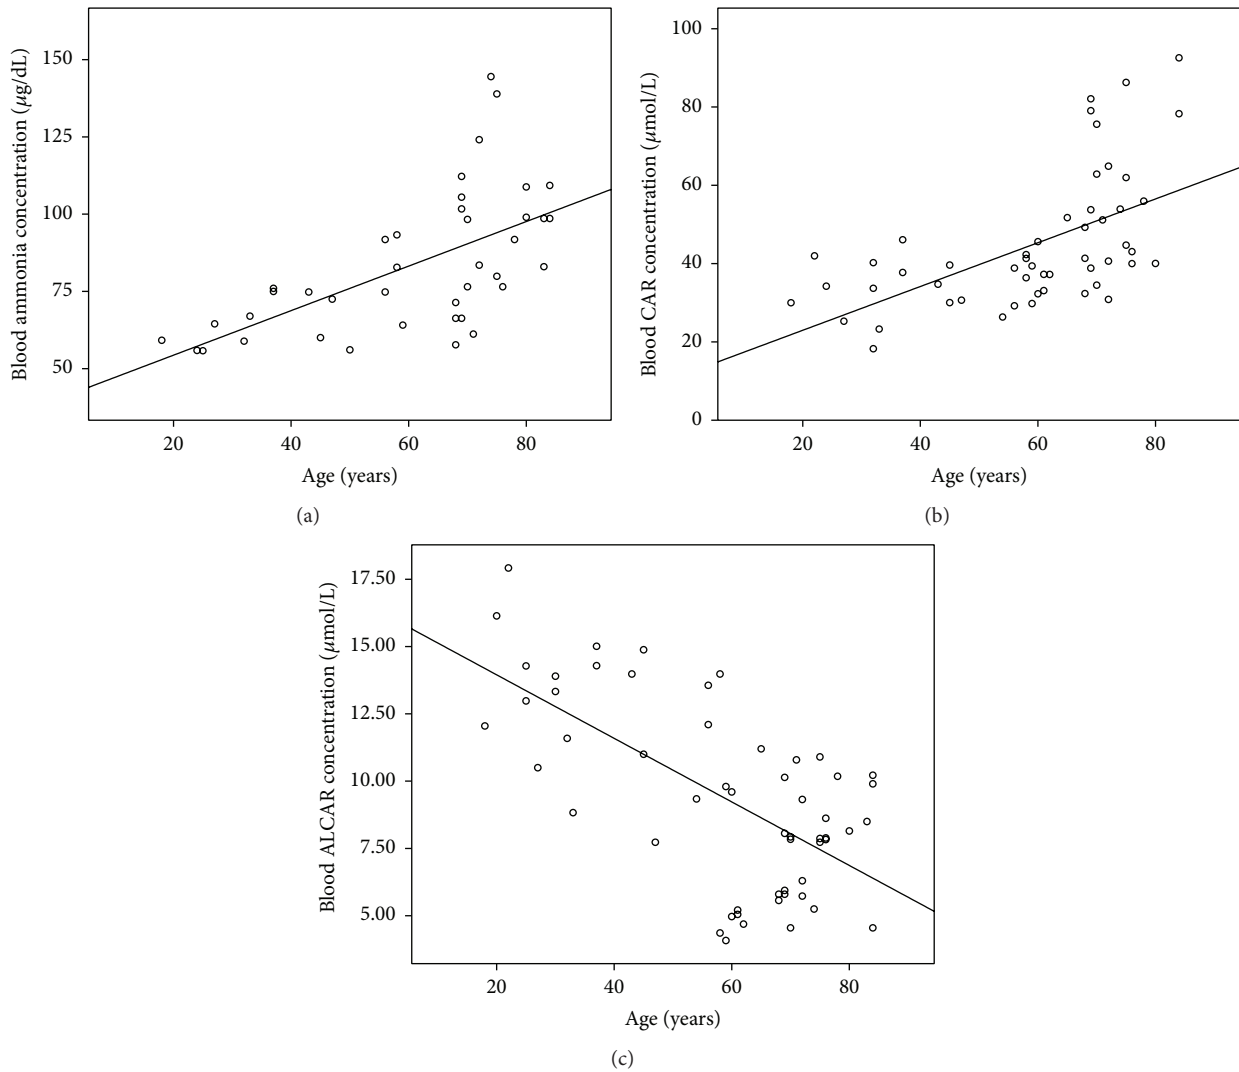 Blood ammonia concentration (μg/dL)
150
125
100
75
50
20 40 60 80
Age (years)
(a)
Blood CAR concentration (μmol/L)
100
80
60
40
20
0
20 40 60 80
Age (years)
(b)
Blood ALCAR concentration (μmol/L)
17.50
15.00
12.50
10.00
7.50
5.00
20 40 60 80
Age (years)
(c)